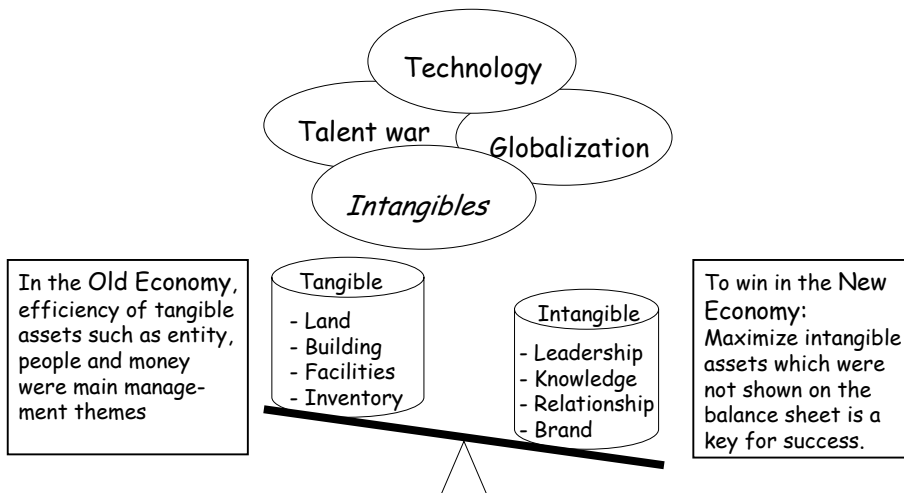 Technology
Talent war
Globalization
Intangibles
In the Old Economy,
efficiency of tangible
assets such as entity,
people and money
were main manage-
ment themes
Tangible
- Land
- Building
- Facilities
- Inventory
Intangible
- Leadership
- Knowledge
- Relationship
- Brand
To win in the New
Economy:
Maximize intangible
assets which were
not shown on the
balance sheet is a
key for success.